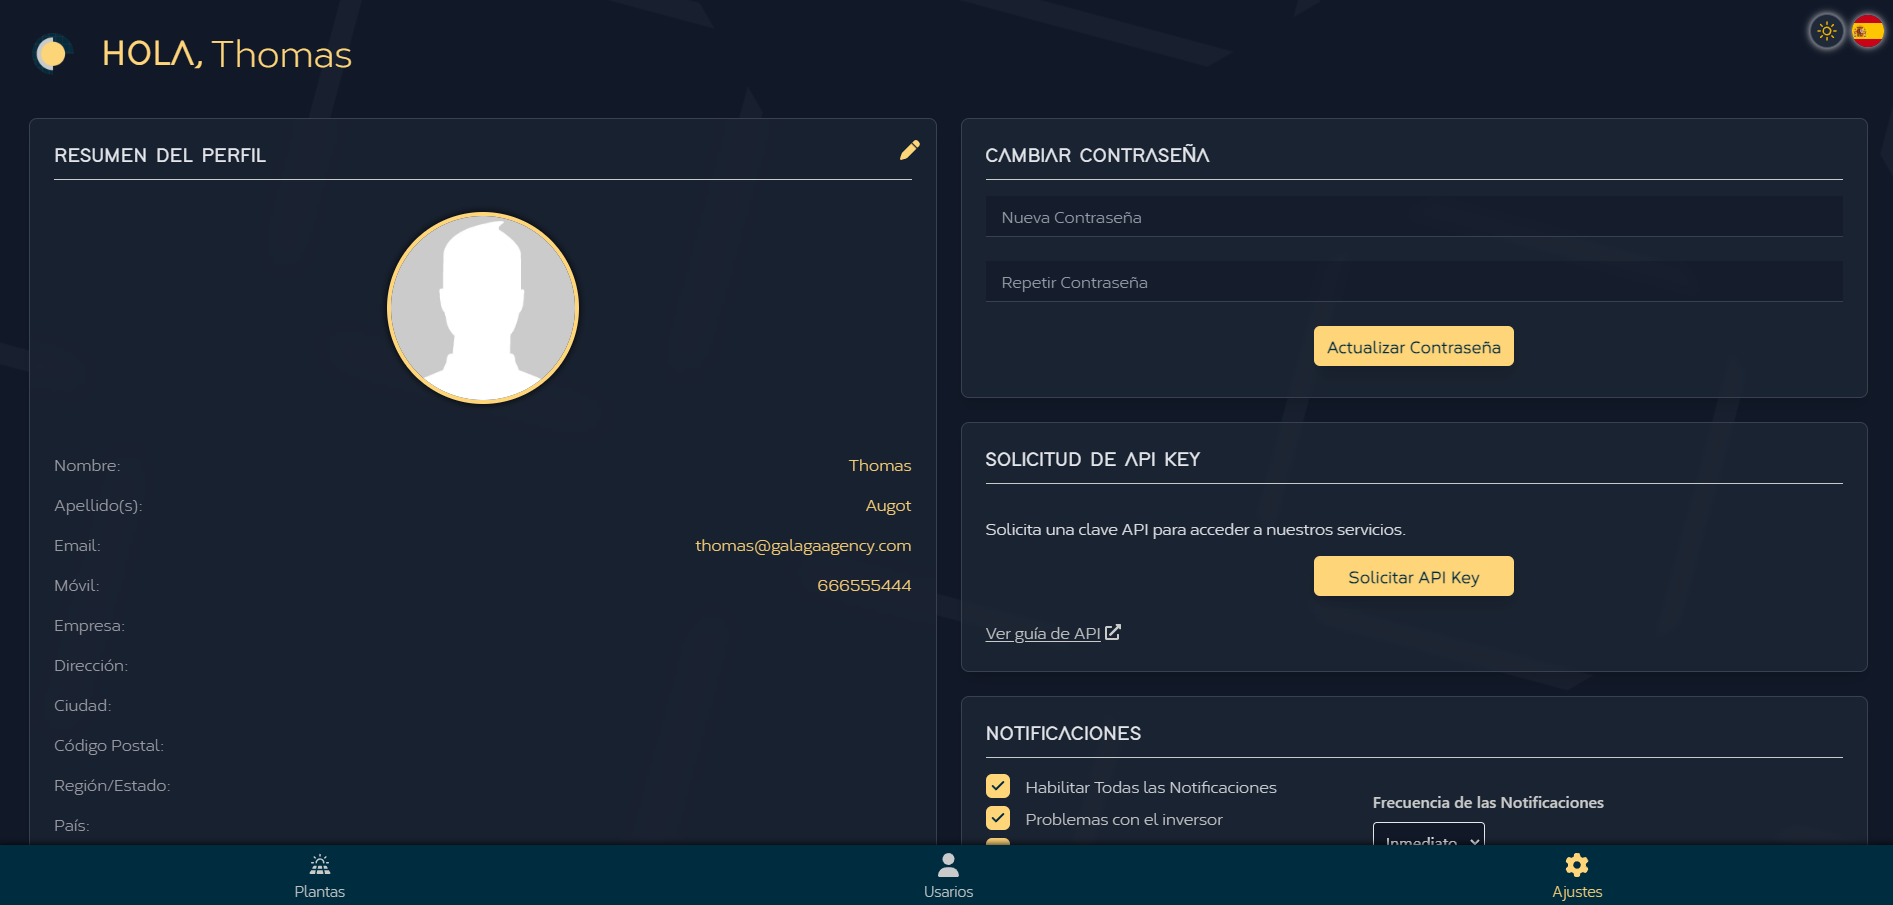 HOLA, Thomas
RESUMEN DEL PERFIL
Nombre: Thomas
Apellido(s): Augot
Email: thomas@galagaagency.com
Móvil: 666555444
Empresa:
Dirección:
Ciudad:
Código Postal:
Región/Estado:
País:
CAMBIAR CONTRASEÑA
Nueva Contraseña
Repetir Contraseña
Actualizar Contraseña
SOLICITUD DE API KEY
Solicita una clave API para acceder a nuestros servicios.
Solicitar API Key
Ver guía de API
NOTIFICACIONES
Habilitar Todas las Notificaciones
Problemas con el inversor
Frecuencia de las Notificaciones
Inmediato
Plantas
Usarios
Ajustes